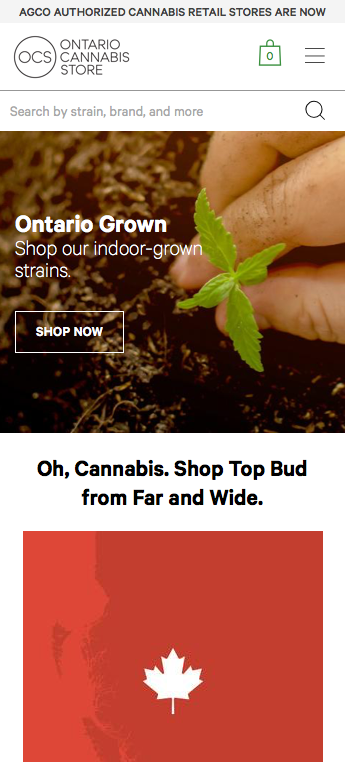 AGCO AUTHORIZED CANNABIS RETAIL STORES ARE NOW
OCS
ONTARIO
CANNABIS
STORE
0
Search by strain, brand, and more
Ontario Grown
Shop our indoor-grown
strains.
SHOP NOW
Oh, Cannabis. Shop Top Bud
from Far and Wide.